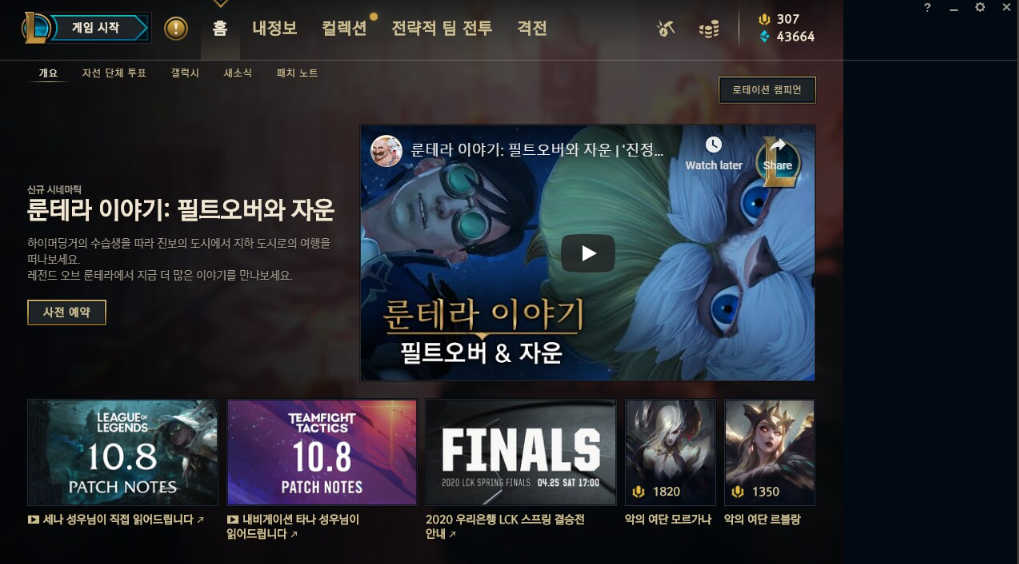 게임 시작
홈
내정보
컬렉션
전략적 팀 전투
격전
307
43664
개요
자선 단체 투표
갤럭시
새소식
패치 노트
로테이션 챔피언
신규 시네마틱
룬테라 이야기: 필트오버와 자운
하이머딩거의 수습생을 따라 진보의 도시에서 지하 도시로의 여행을
떠나보세요.
레전드 오브 룬테라에서 지금 더 많은 이야기를 만나보세요.
사전 예약
룬테라 이야기: 필트오버와 자운 | '진정...
Watch later
Share
룬테라 이야기
필트오버 & 자운
LEAGUE OF
LEGENDS
10.8
PATCH NOTES
세나 성우님이 직접 읽어드립니다
TEAMFIGHT
TACTICS
10.8
PATCH NOTES
내비게이션 타나 성우님이
읽어드립니다
FINALS
2020 LCK SPRING FINALS 04.25 SAT 17:00
2020 우리은행 LCK 스프링 결승전
안내
1820
악의 여단 모르가나
1350
악의 여단 르블랑